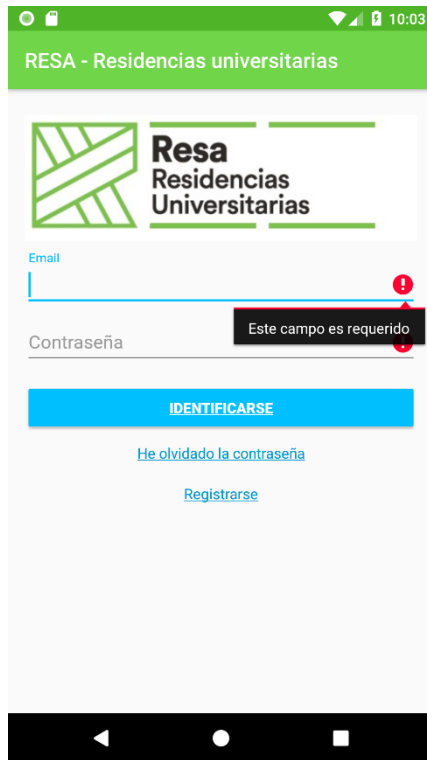 10:03
RESA - Residencias universitarias
Resa
Residencias
Universitarias
Email
Este campo es requerido
Contraseña
IDENTIFICARSE
He olvidado la contraseña
Registrarse